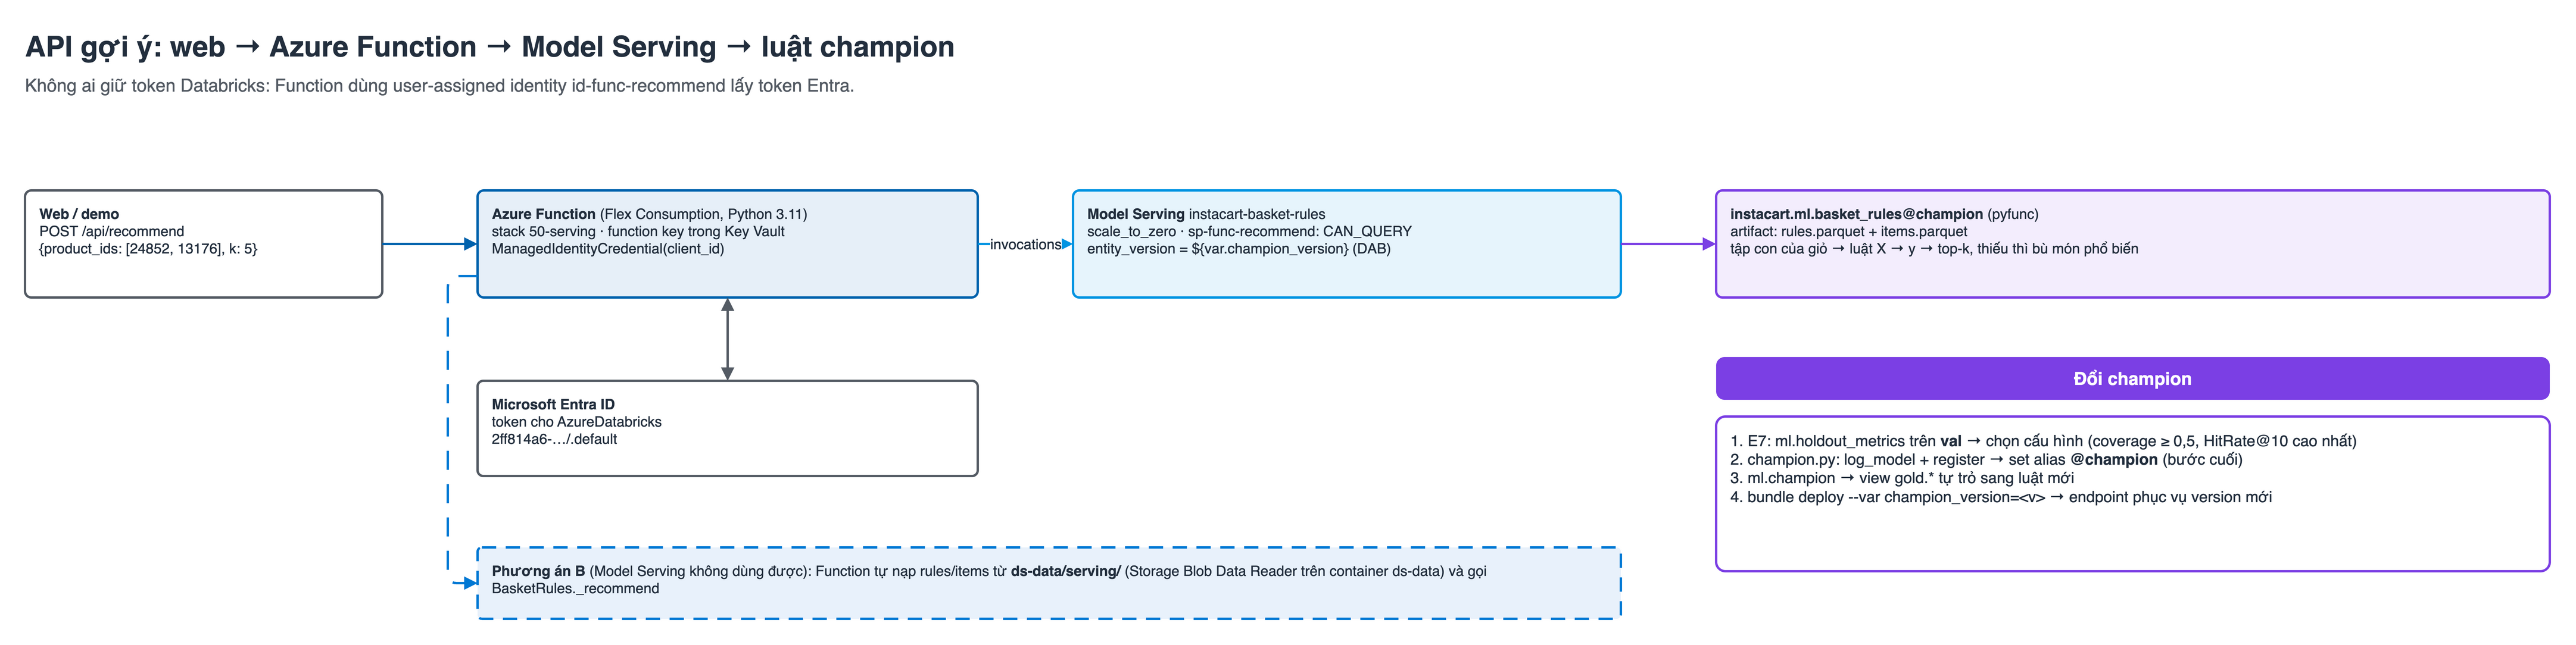 API gợi ý: web → Azure Function → Model Serving → luật champion
Không ai giữ token Databricks: Function dùng user-assigned identity id-func-recommend lấy token Entra.
Web / demo
POST /api/recommend
{product_ids: [24852, 13176], k: 5}
Azure Function (Flex Consumption, Python 3.11)
stack 50-serving · function key trong Key Vault
ManagedIdentityCredential(client_id)
invocations
Model Serving instacart-basket-rules
scale_to_zero · sp-func-recommend: CAN_QUERY
entity_version = ${var.champion_version} (DAB)
instacart.ml.basket_rules@champion (pyfunc)
artifact: rules.parquet + items.parquet
tập con của giỏ → luật X → y → top-k, thiếu thì bù món phổ biến
Microsoft Entra ID
token cho AzureDatabricks
2ff814a6-…/.default
Đổi champion
1. E7: ml.holdout_metrics trên val → chọn cấu hình (coverage ≥ 0,5, HitRate@10 cao nhất)
2. champion.py: log_model + register → set alias @champion (bước cuối)
3. ml.champion → view gold.* tự trỏ sang luật mới
4. bundle deploy --var champion_version=<v> → endpoint phục vụ version mới
Phương án B (Model Serving không dùng được): Function tự nạp rules/items từ ds-data/serving/ (Storage Blob Data Reader trên container ds-data) và gọi
BasketRules._recommend